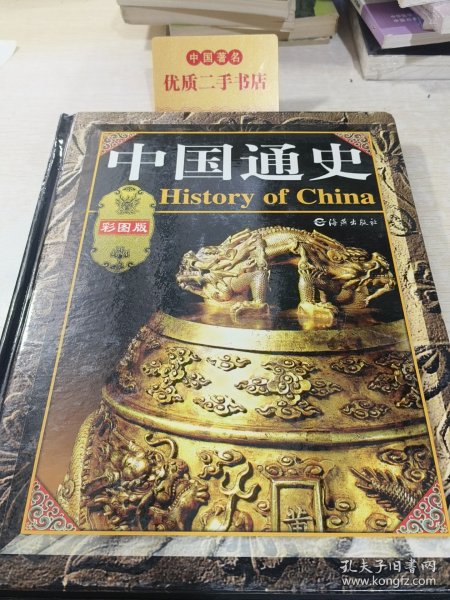 中国著名
优质二手书店
中国通史
History of China
彩图版
海燕出版社
黄
孔夫子旧书网
www.kongfz.com